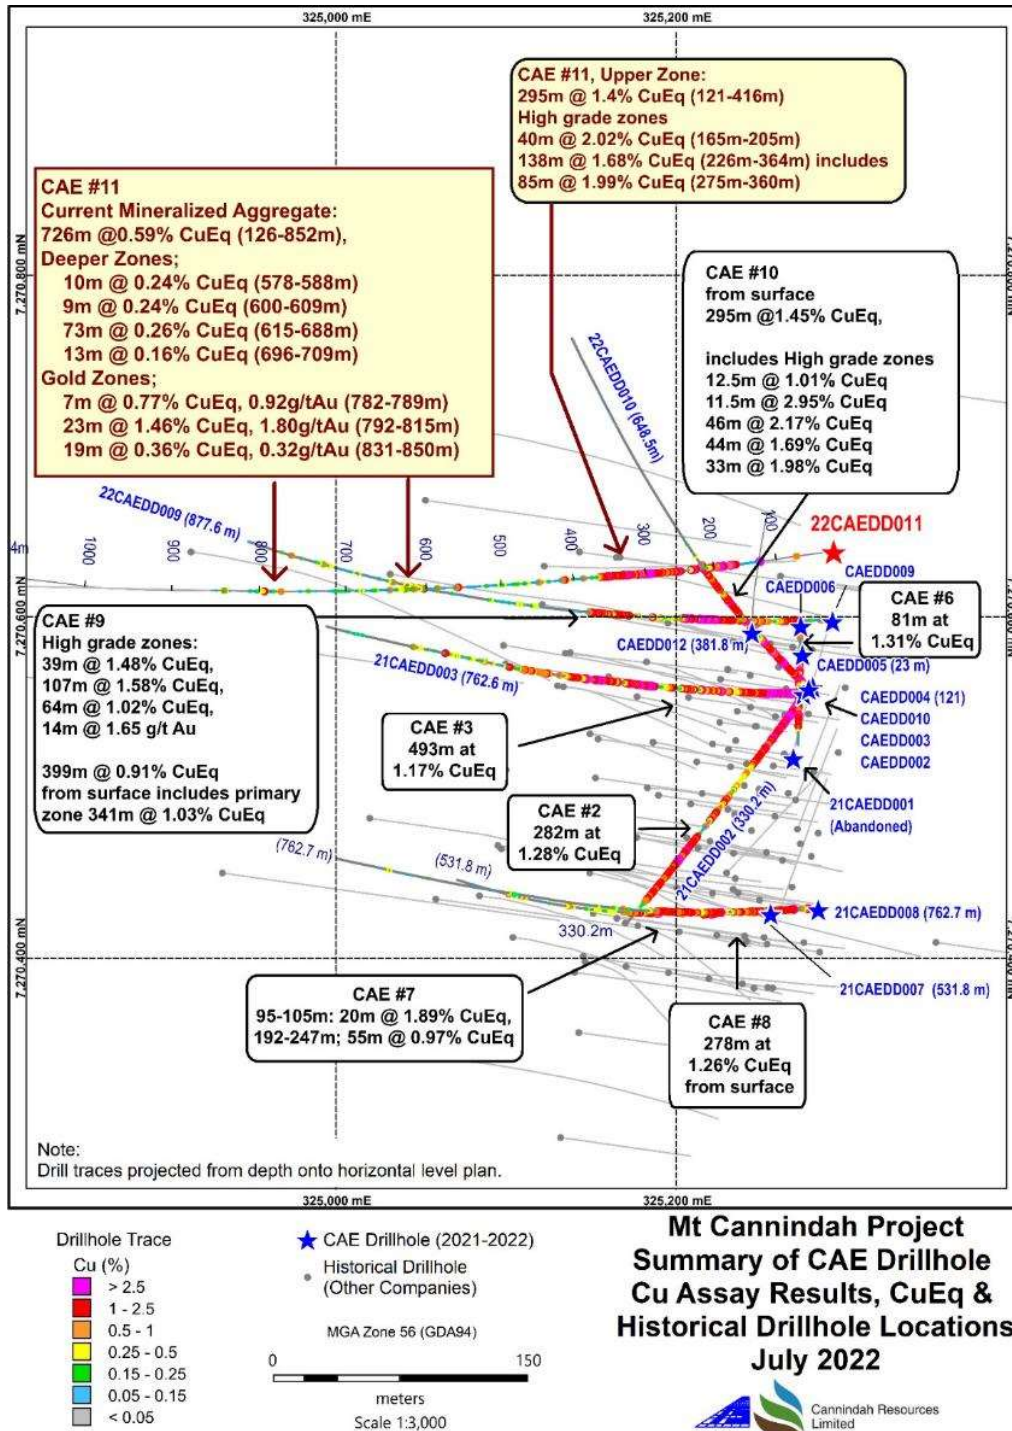 325,000 mE
325,200 mE
CAE #11, Upper Zone:
295m @ 1.4% CuEq (121-416m)
High grade zones
40m @ 2.02% CuEq (165m-205m)
138m @ 1.68% CuEq (226m-364m) includes
85m @ 1.99% CuEq (275m-360m)
CAE #11
Current Mineralized Aggregate:
726m @0.59% CuEq (126-852m),
Deeper Zones;
10m @ 0.24% CuEq (578-588m)
9m @ 0.24% CuEq (600-609m)
73m @ 0.26% CuEq (615-688m)
13m @ 0.16% CuEq (696-709m)
Gold Zones;
7m @ 0.77% CuEq, 0.92g/tAu (782-789m)
23m @ 1.46% CuEq, 1.80g/tAu (792-815m)
19m @ 0.36% CuEq, 0.32g/tAu (831-850m)
7,270,800 mN
CAE #10
from surface
295m @1.45% CuEq,
includes High grade zones
12.5m @ 1.01% CuEq
11.5m @ 2.95% CuEq
46m @ 2.17% CuEq
44m @ 1.69% CuEq
33m @ 1.98% CuEq
22CAEDD010 (648.5m)
22CAEDD009 (877.6 m)
22CAEDD011
4m
1000
900
800
700
600
500
400
300
200
100
CAEDD009
CAEDD006
7,270,600 mN
CAE #6
81m at
1.31% CuEq
CAEDD012 (381.8 m)
CAEDD005 (23 m)
CAE #9
High grade zones:
39m @ 1.48% CuEq,
107m @ 1.58% CuEq,
64m @ 1.02% CuEq,
14m @ 1.65 g/t Au
399m @ 0.91% CuEq
from surface includes primary
zone 341m @ 1.03% CuEq
21CAEDD003 (762.6 m)
CAEDD004 (121)
CAEDD010
CAEDD003
CAEDD002
CAE #3
493m at
1.17% CuEq
21CAEDD001
(Abandoned)
CAE #2
282m at
1.28% CuEq
21CAEDD002 (330.2 m)
(762.7 m)
(531.8 m)
21CAEDD008 (762.7 m)
330.2m
7,270,400 mN
21CAEDD007 (531.8 m)
CAE #7
95-105m: 20m @ 1.89% CuEq,
192-247m; 55m @ 0.97% CuEq
CAE #8
278m at
1.26% CuEq
from surface
Note:
Drill traces projected from depth onto horizontal level plan.
325,000 mE
325,200 mE
Drillhole Trace
Cu (%)
> 2.5
1 - 2.5
0.5 - 1
0.25 - 0.5
0.15 - 0.25
0.05 - 0.15
< 0.05
CAE Drillhole (2021-2022)
Historical Drillhole
(Other Companies)
MGA Zone 56 (GDA94)
0
150
meters
Scale 1:3,000
Mt Cannindah Project
Summary of CAE Drillhole
Cu Assay Results, CuEq &
Historical Drillhole Locations
July 2022
Cannindah Resources
Limited